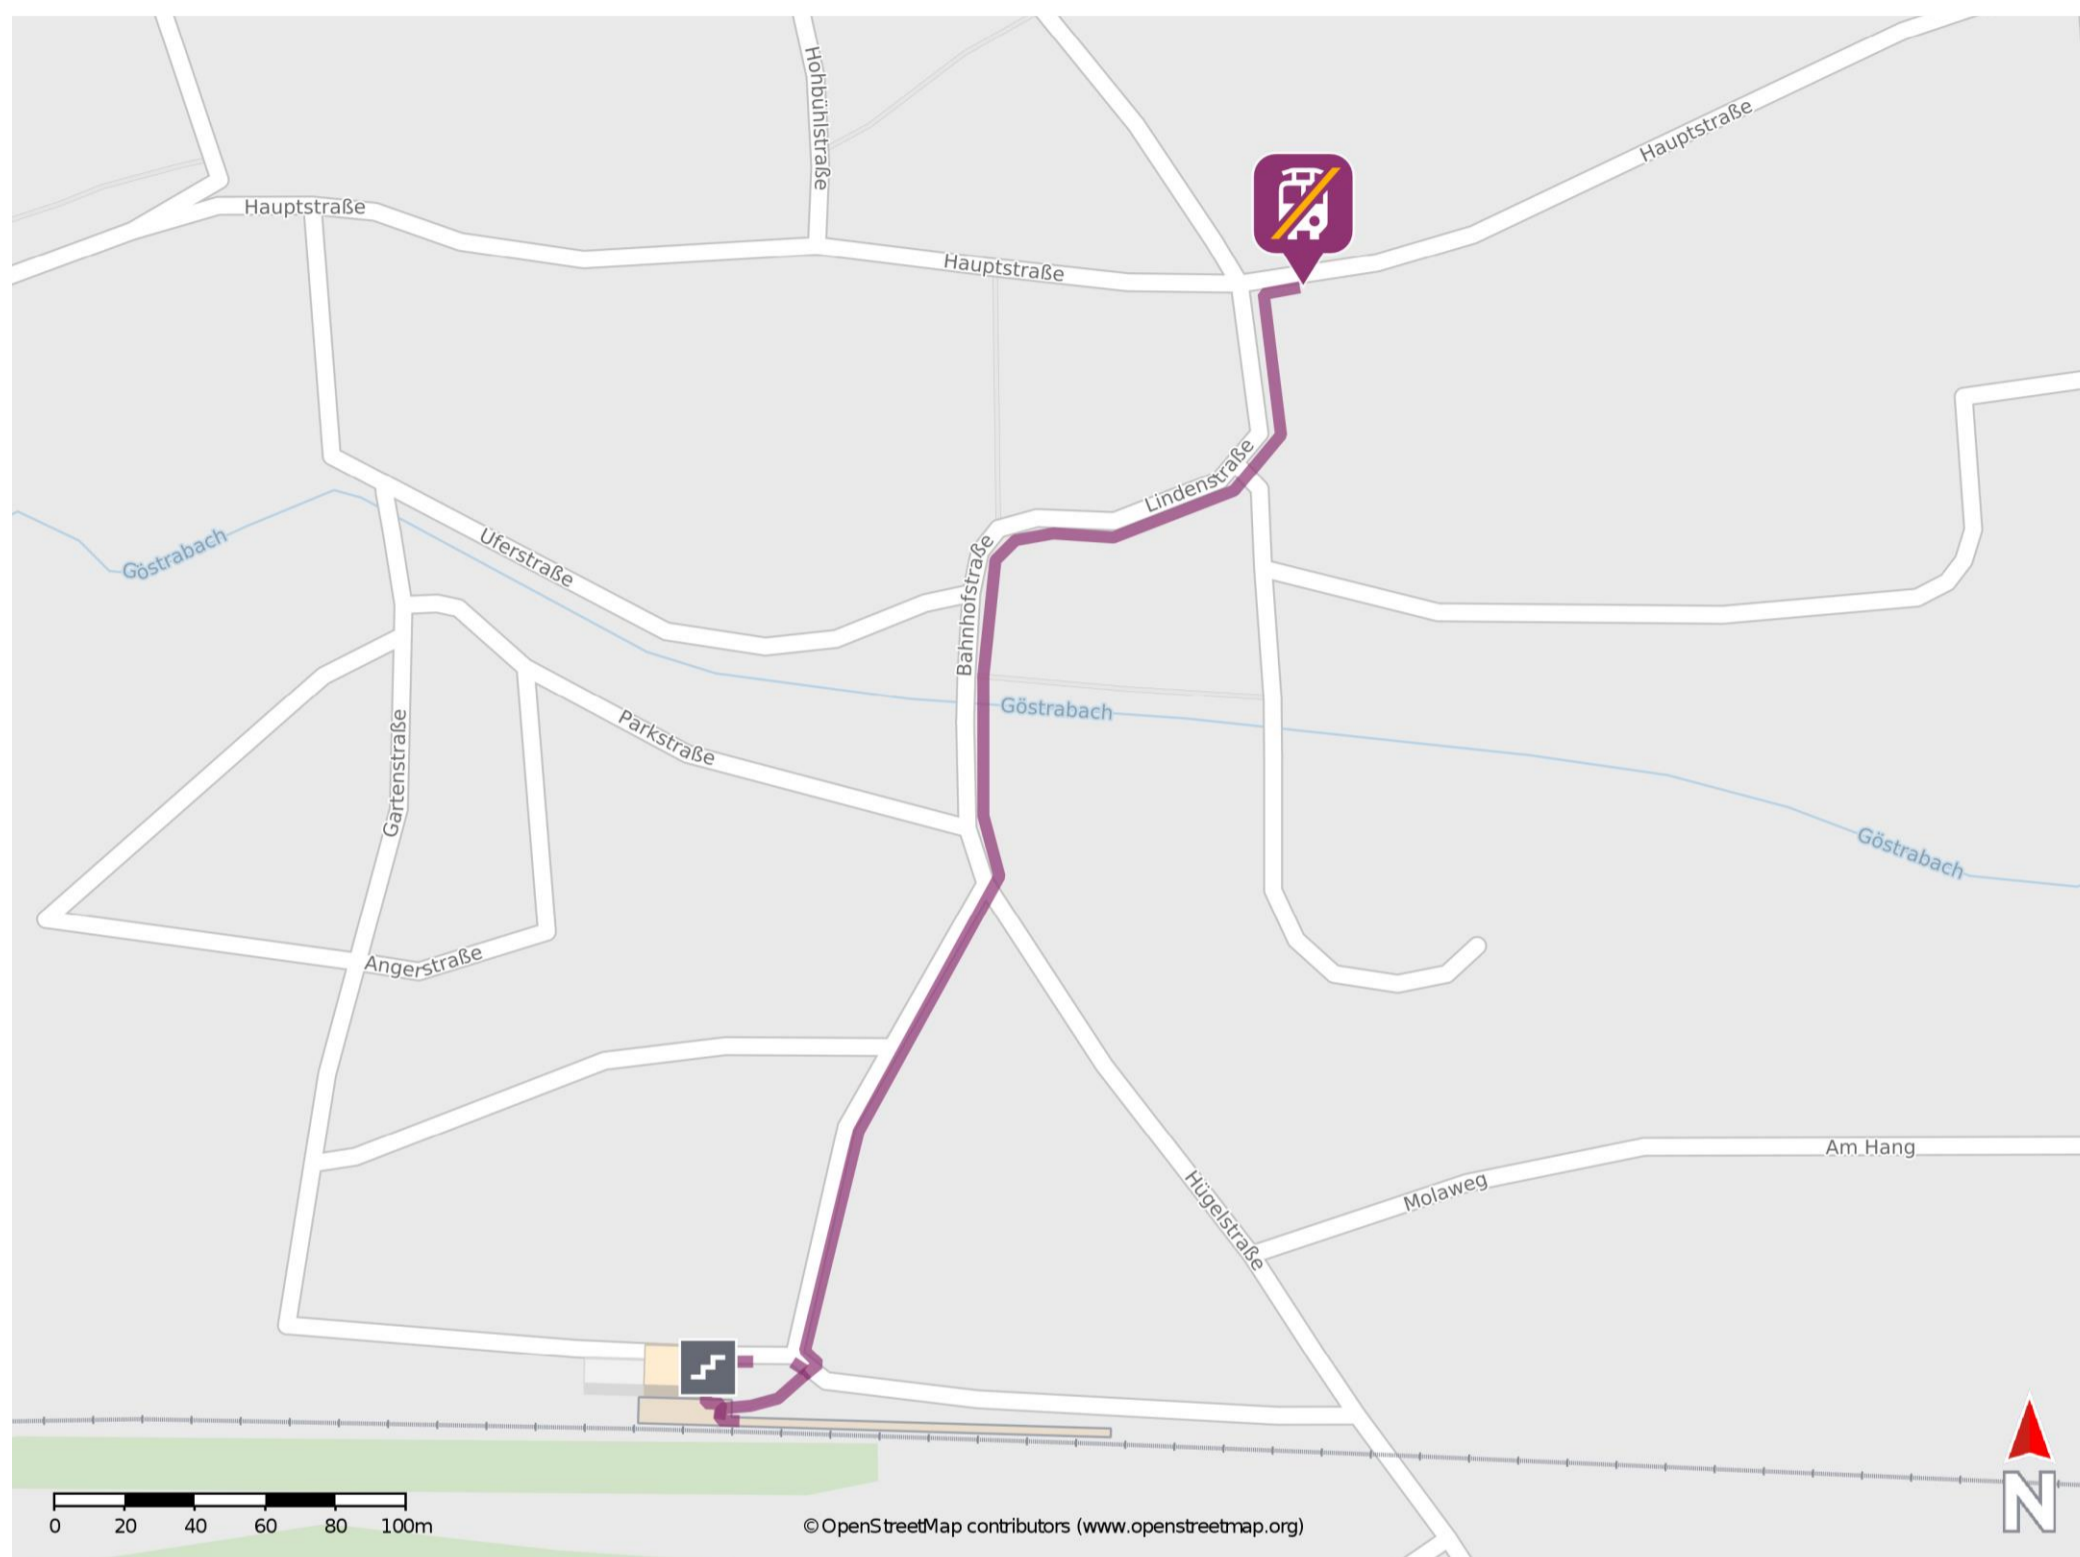 Hohbühlstraße
Hauptstraße
Hauptstraße
Hauptstraße
Lindenstraße
Göstrabach
Uferstraße
Bahnhofstraße
Göstrabach
Parkstraße
Gartenstraße
Göstrabach
Angerstraße
Am Hang
Molaweg
Hügelstraße
N
0 20 40 60 80 100m
© OpenStreetMap contributors (www.openstreetmap.org)